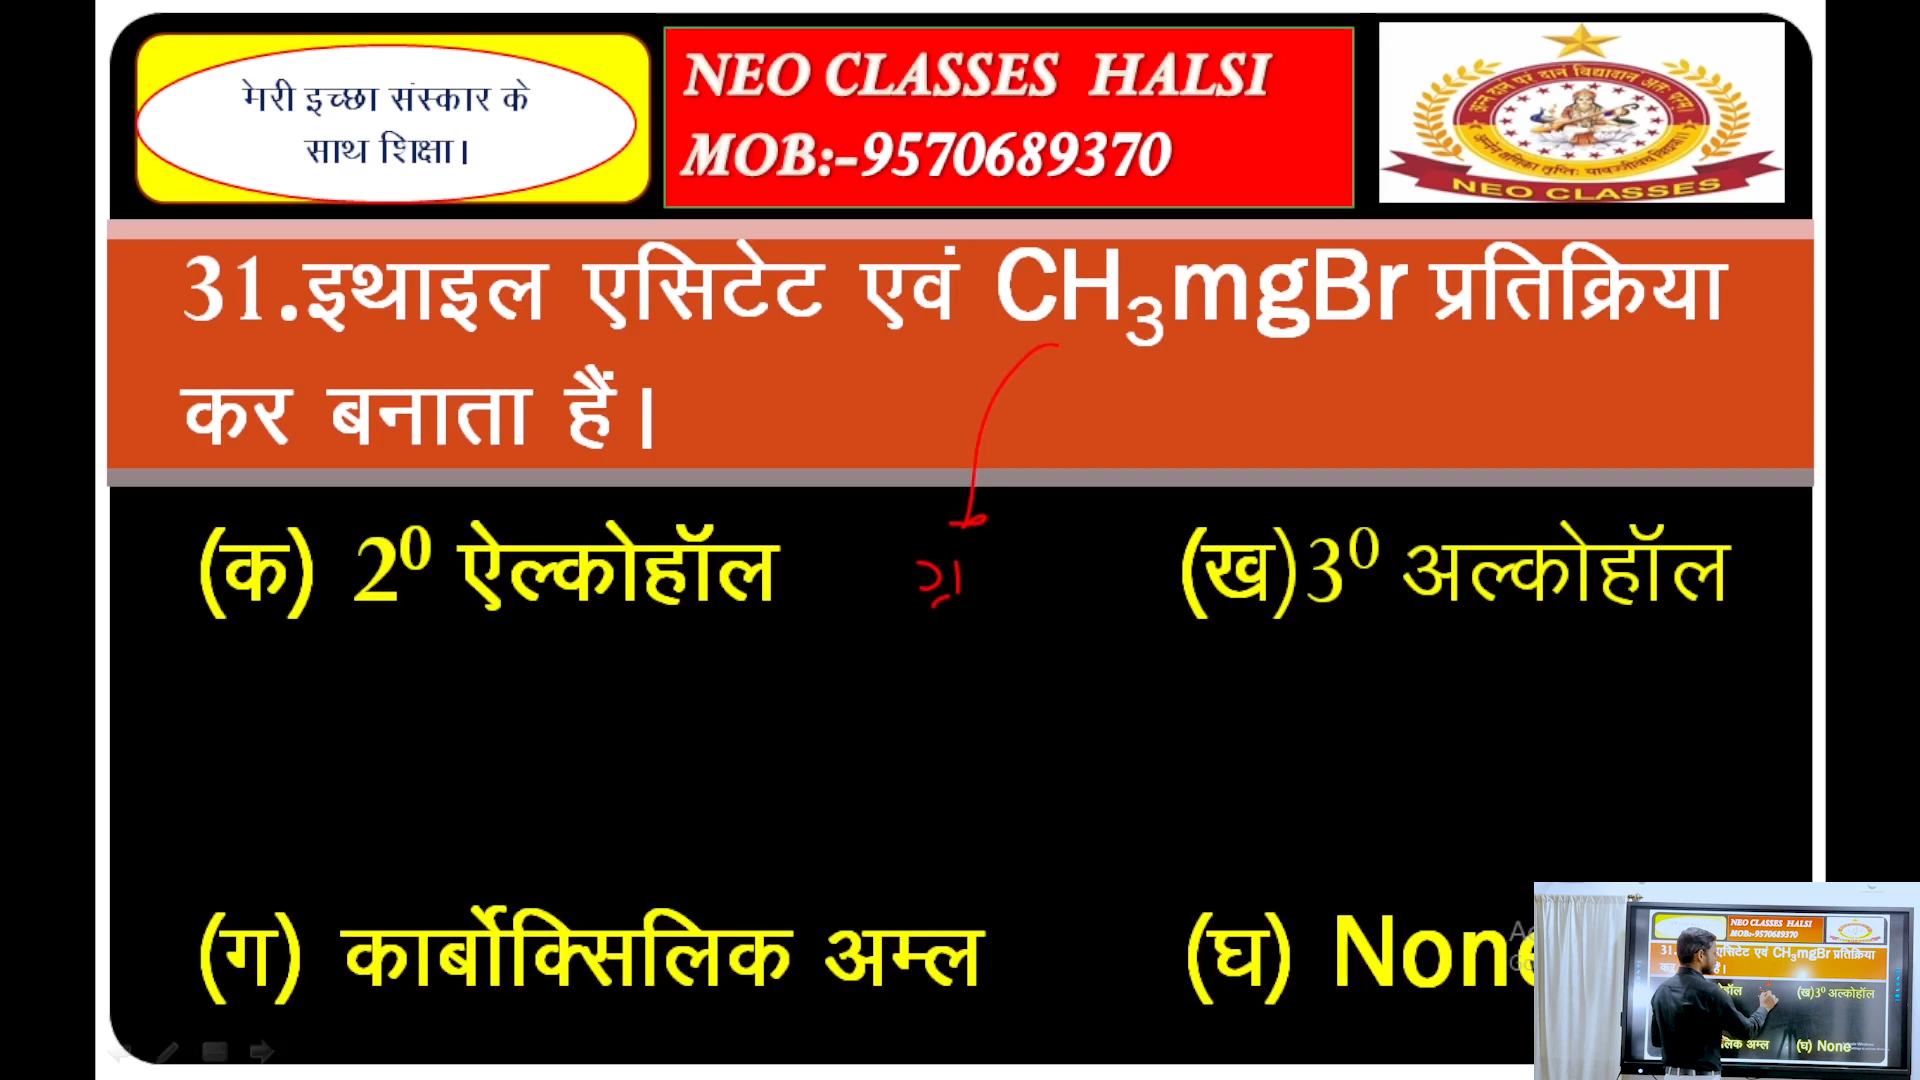 मेरी इच्छा संस्कार के
साथ शिक्षा।
NEO CLASSES HALSI
MOB:-9570689370
NEO CLASSES
31.इथाइल एसिटेट एवं CH₃mgBr प्रतिक्रिया
कर बनाता हैं।
(क) 2⁰ ऐल्कोहॉल
(ख)3⁰ अल्कोहॉल
(ग) कार्बोक्सिलिक अम्ल
(घ) None